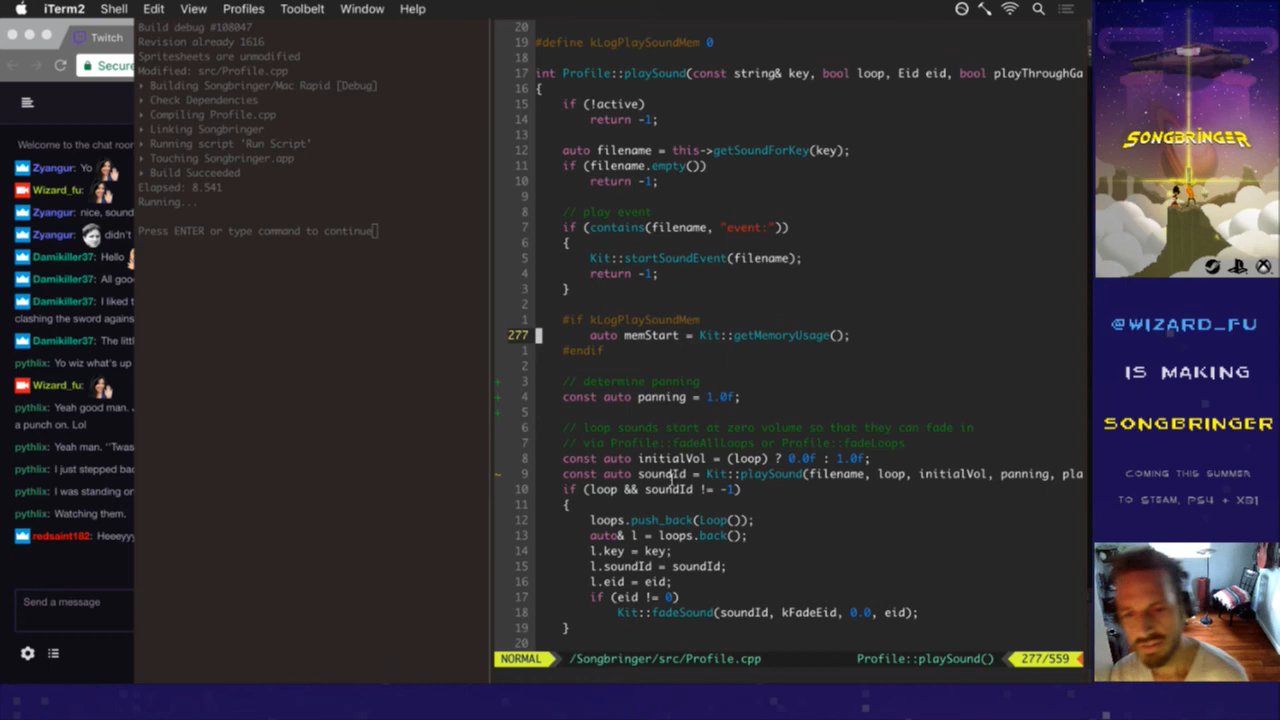 iTerm2 Shell Edit View Profiles Toolbelt Window Help
Twitch
Secure
Welcome to the chat room
Zyangur: Yo
Wizard_fu:
Zyangur: nice, sound
Zyangur: didn't
Damikiller37: Hello
Damikiller37: All good
Damikiller37: I liked t
clashing the sword against
Damikiller37: The little
pythlix: Yo wiz what's up
Wizard_fu:
pythlix: Yeah good man. J
a punch on. Lol
pythlix: Yeah man. "Twas
pythlix: I just stepped back
pythlix: I was standing on
pythlix: Watching them.
redsaint182: Heeeyyy
Send a message
Build debug #108047
Revision already 1616
Spritesheets are unmodified
Modified: src/Profile.cpp
Building Songbringer/Mac Rapid [Debug]
Check Dependencies
Compiling Profile.cpp
Linking Songbringer
Running script 'Run Script'
Touching Songbringer.app
Build Succeeded
Elapsed: 8.541
Running...
Press ENTER or type command to continue
20
19 #define kLogPlaySoundMem 0
18
17 int Profile::playSound(const string& key, bool loop, Eid eid, bool playThroughGa
16 {
15 if (!active)
14 return -1;
13
12 auto filename = this->getSoundForKey(key);
11 if (filename.empty())
10 return -1;
9
8 // play event
7 if (contains(filename, "event:"))
6 {
5 Kit::startSoundEvent(filename);
4 return -1;
3 }
2
1 #if kLogPlaySoundMem
277 auto memStart = Kit::getMemoryUsage();
1 #endif
2
+ 3 // determine panning
+ 4 const auto panning = 1.0f;
+ 5
6 // loop sounds start at zero volume so that they can fade in
7 // via Profile::fadeAllLoops or Profile::fadeLoops
8 const auto initialVol = (loop) ? 0.0f : 1.0f;
~ 9 const auto soundId = Kit::playSound(filename, loop, initialVol, panning, pla
10 if (loop && soundId != -1)
11 {
12 loops.push_back(Loop());
13 auto& l = loops.back();
14 l.key = key;
15 l.soundId = soundId;
16 l.eid = eid;
17 if (eid != 0)
18 Kit::fadeSound(soundId, kFadeEid, 0.0, eid);
19 }
20
NORMAL /Songbringer/src/Profile.cpp Profile::playSound() 277/559
SONGBRINGER
@WIZARD_FU
IS MAKING
SONGBRINGER
COMING THIS SUMMER
TO STEAM, PS4 + XB1